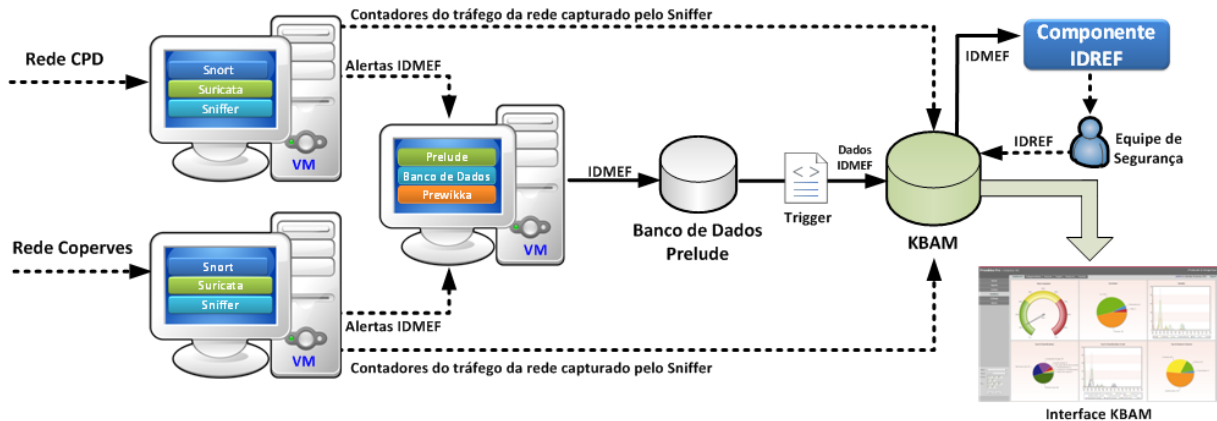 Contadores do tráfego da rede capturado pelo Sniffer
Rede CPD
Snort
Suricata
Sniffer
VM
Alertas IDMEF
IDMEF
Componente
IDREF
Prelude
Banco de Dados
Prewikka
VM
IDMEF
Banco de Dados
Prelude
Trigger
Dados
IDMEF
KBAM
IDREF
Equipe de
Segurança
Rede Coperves
Snort
Suricata
Sniffer
VM
Alertas IDMEF
Contadores do tráfego da rede capturado pelo Sniffer
Interface KBAM